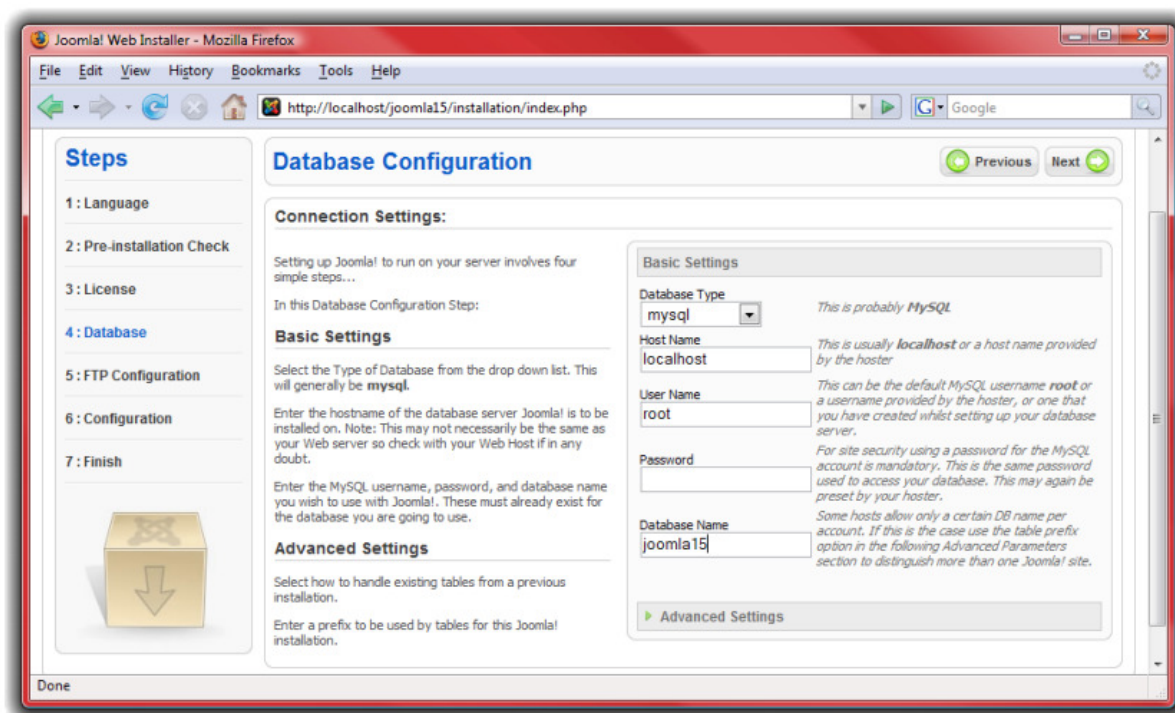 Joomla! Web Installer - Mozilla Firefox
File Edit View History Bookmarks Tools Help
http://localhost/joomla15/installation/index.php
G Google
Steps
1 : Language
2 : Pre-installation Check
3 : License
4 : Database
5 : FTP Configuration
6 : Configuration
7 : Finish
Database Configuration
Previous Next
Connection Settings:
Setting up Joomla! to run on your server involves four
simple steps...
In this Database Configuration Step:
Basic Settings
Select the Type of Database from the drop down list. This
will generally be mysql.
Enter the hostname of the database server Joomla! is to be
installed on. Note: This may not necessarily be the same as
your Web server so check with your Web Host if in any
doubt.
Enter the MySQL username, password, and database name
you wish to use with Joomla!. These must already exist for
the database you are going to use.
Advanced Settings
Select how to handle existing tables from a previous
installation.
Enter a prefix to be used by tables for this Joomla!
installation.
Basic Settings
Database Type
mysql
This is probably MySQL
Host Name
localhost
This is usually localhost or a host name provided
by the hoster
User Name
root
This can be the default MySQL username root or
a username provided by the hoster, or one that
you have created whilst setting up your database
server.
Password
For site security using a password for the MySQL
account is mandatory. This is the same password
used to access your database. This may again be
preset by your hoster.
Database Name
joomla15
Some hosts allow only a certain DB name per
account. If this is the case use the table prefix
option in the following Advanced Parameters
section to distinguish more than one Joomla! site.
Advanced Settings
Done